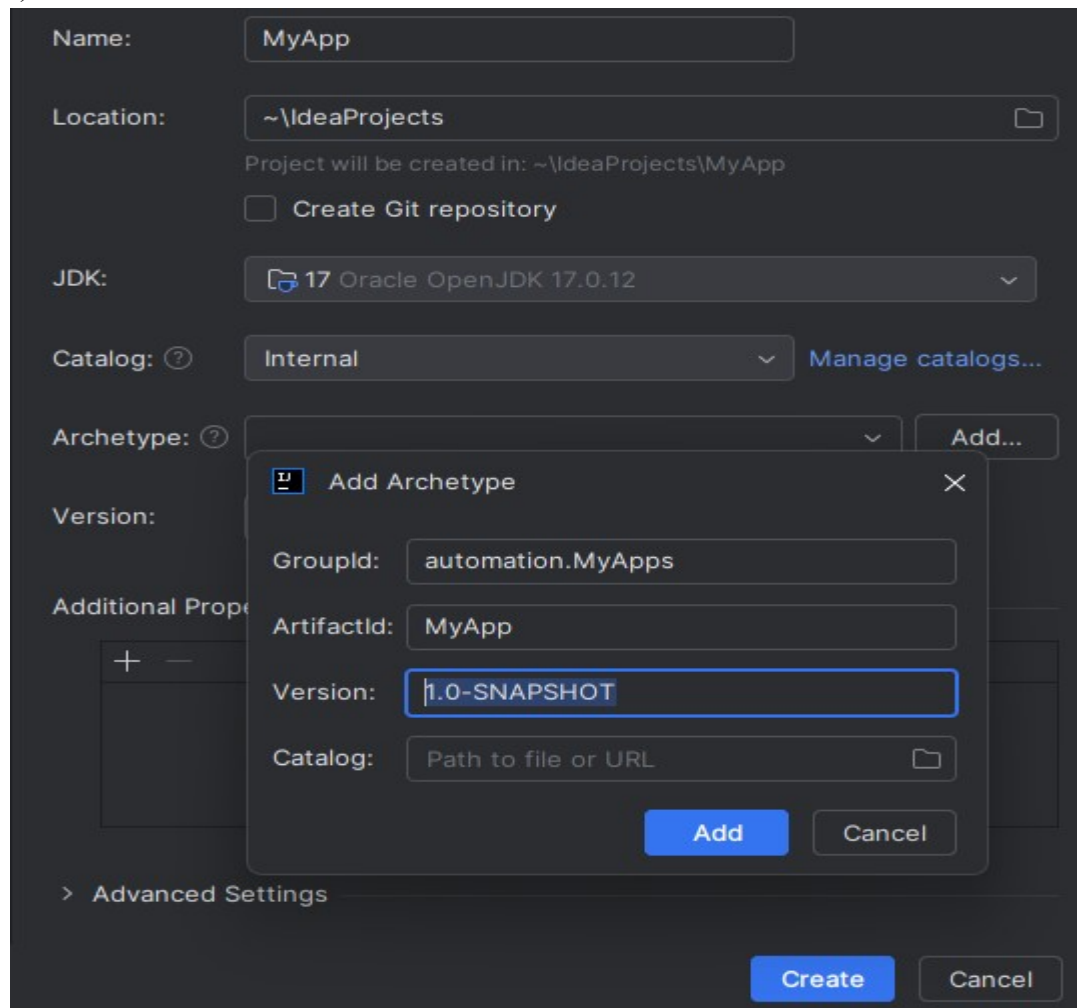 Name: MyApp
Location: ~\IdeaProjects
Project will be created in: ~\IdeaProjects\MyApp
Create Git repository
JDK: 17 Oracle OpenJDK 17.0.12
Catalog: ? Internal Manage catalogs...
Archetype: ? Add...
Add Archetype
Version:
GroupId: automation.MyApps
Additional Prope
ArtifactId: MyApp
Version: 1.0-SNAPSHOT
Catalog: Path to file or URL
Add Cancel
> Advanced Settings
Create Cancel